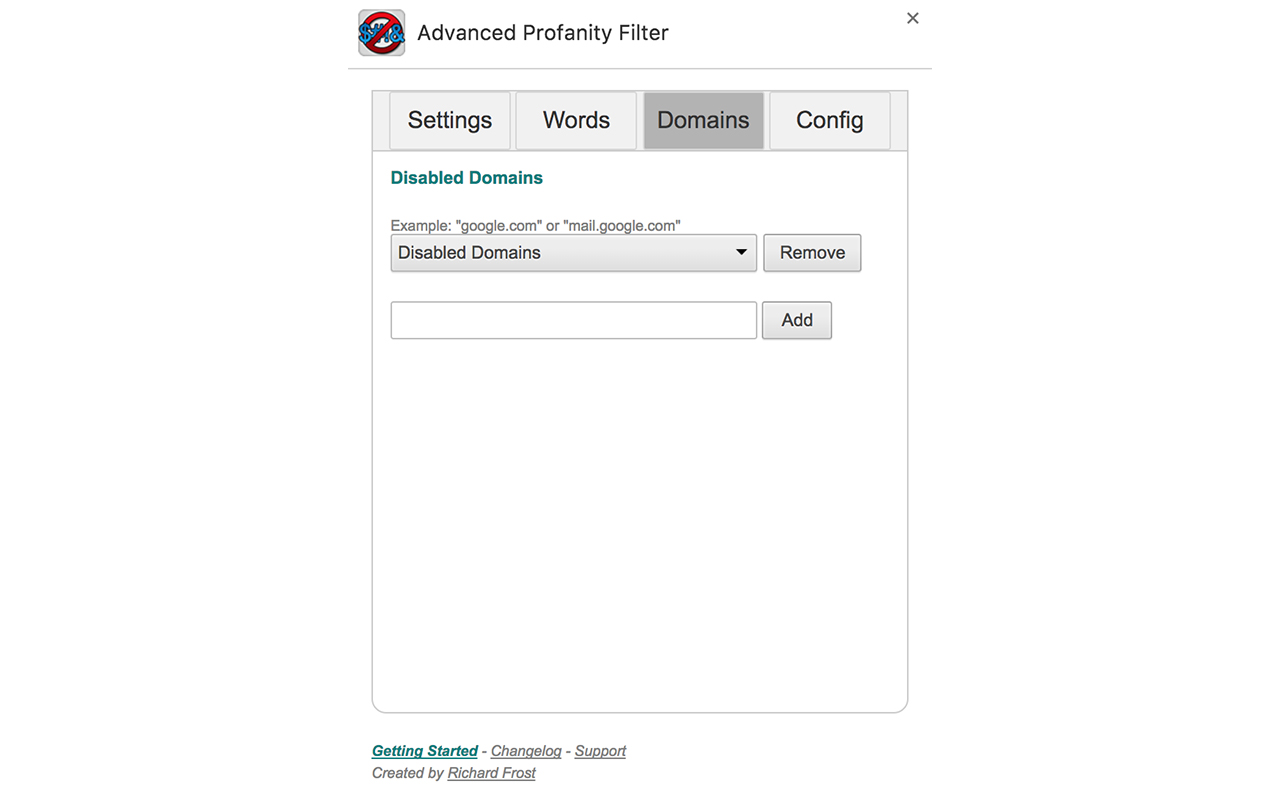 Advanced Profanity Filter
Settings Words Domains Config
Disabled Domains
Example: "google.com" or "mail.google.com"
Disabled Domains Remove
Add
Getting Started - Changelog - Support
Created by Richard Frost